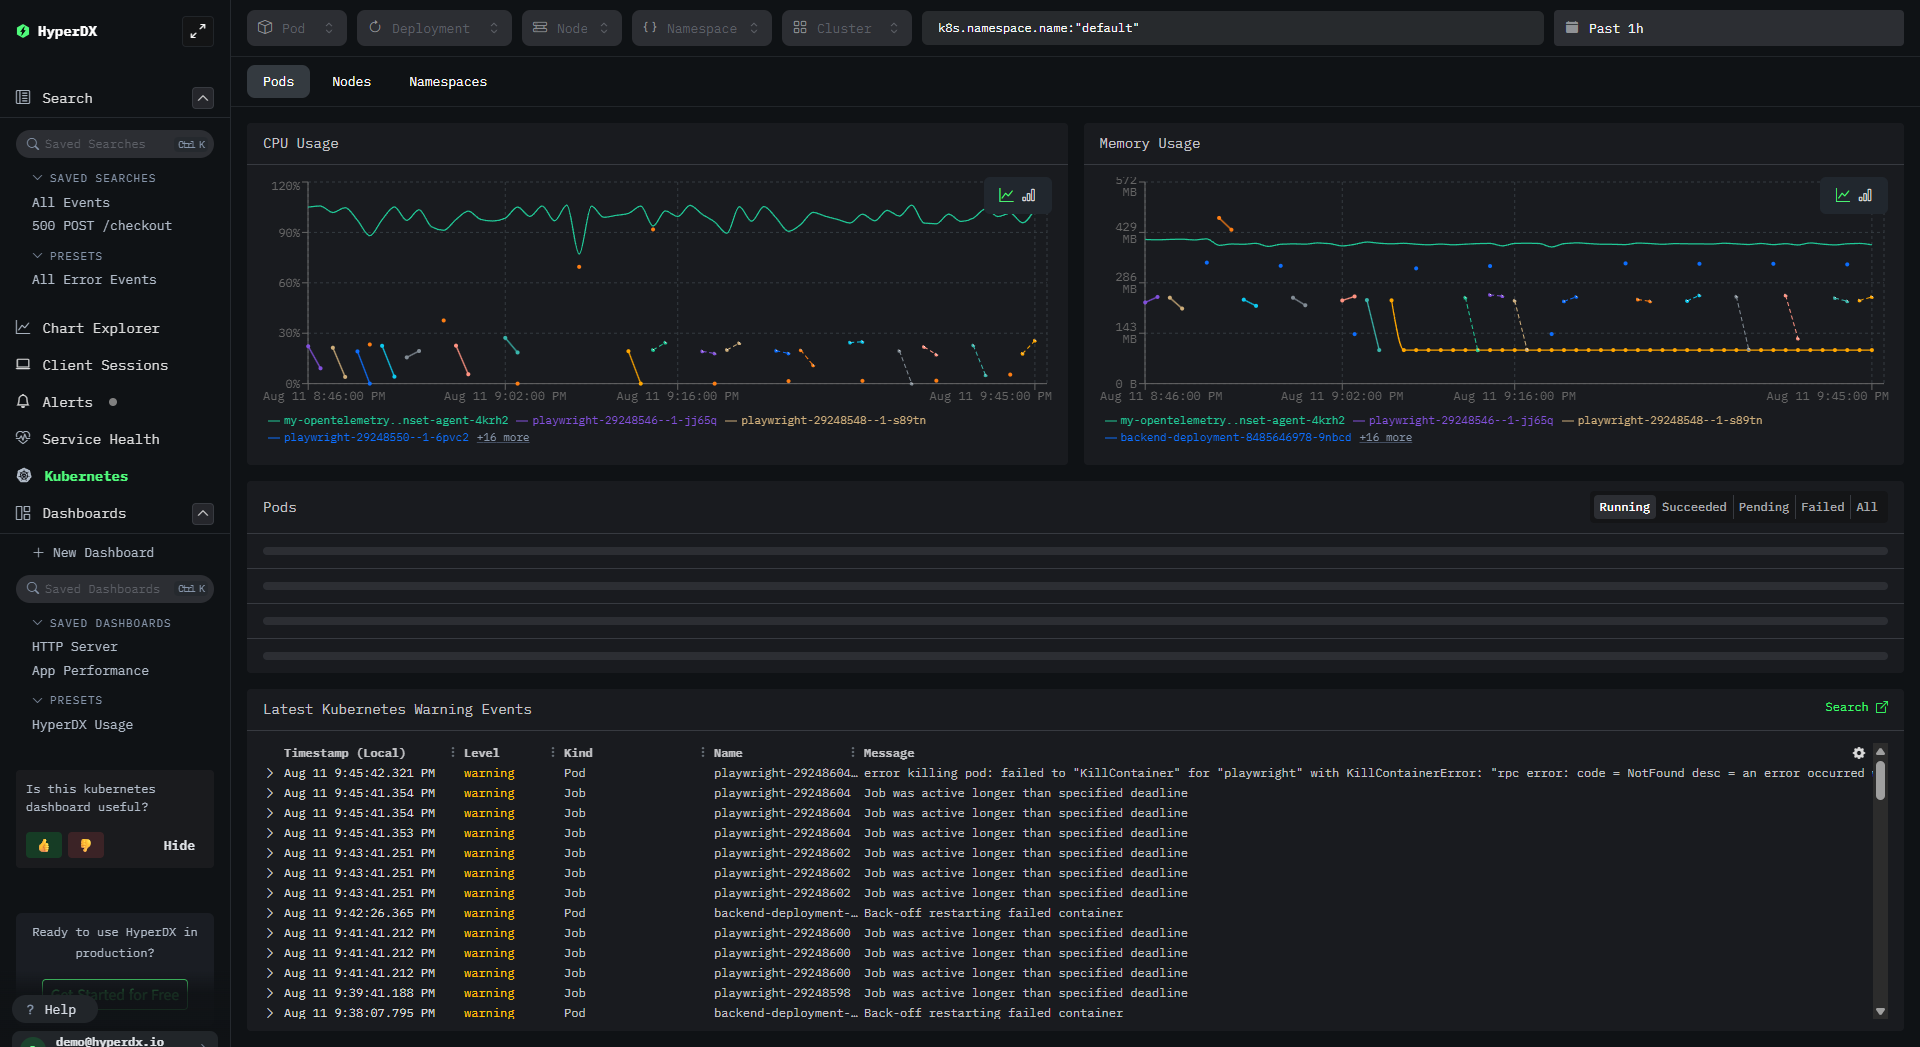 HyperDX
Search
Saved Searches Ctrl K
SAVED SEARCHES
All Events
500 POST /checkout
PRESETS
All Error Events
Chart Explorer
Client Sessions
Alerts
Service Health
Kubernetes
Dashboards
+ New Dashboard
Saved Dashboards Ctrl K
SAVED DASHBOARDS
HTTP Server
App Performance
PRESETS
HyperDX Usage
Is this kubernetes
dashboard useful?
Hide
Ready to use HyperDX in
production?
Get Started for Free
? Help
demo@hyperdx.io
Pod Deployment Node Namespace Cluster k8s.namespace.name:"default" Past 1h
Pods Nodes Namespaces
CPU Usage
120%
90%
60%
30%
0%
Aug 11 8:46:00 PM Aug 11 9:02:00 PM Aug 11 9:16:00 PM Aug 11 9:45:00 PM
my-opentelemetry..nset-agent-4krh2 playwright-29248546--1-jj65q playwright-29248548--1-s89tn
playwright-29248550--1-6pvc2 +16 more
Memory Usage
572
MB
429
MB
286
MB
143
MB
0 B
Aug 11 8:46:00 PM Aug 11 9:02:00 PM Aug 11 9:16:00 PM Aug 11 9:45:00 PM
my-opentelemetry..nset-agent-4krh2 playwright-29248546--1-jj65q playwright-29248548--1-s89tn
backend-deployment-8485646978-9nbcd +16 more
Pods Running Succeeded Pending Failed All
Latest Kubernetes Warning Events Search
Timestamp (Local) Level Kind Name Message
Aug 11 9:45:42.321 PM warning Pod playwright-29248604… error killing pod: failed to "KillContainer" for "playwright" with KillContainerError: "rpc error: code = NotFound desc = an error occurred
Aug 11 9:45:41.354 PM warning Job playwright-29248604 Job was active longer than specified deadline
Aug 11 9:45:41.354 PM warning Job playwright-29248604 Job was active longer than specified deadline
Aug 11 9:45:41.353 PM warning Job playwright-29248604 Job was active longer than specified deadline
Aug 11 9:43:41.251 PM warning Job playwright-29248602 Job was active longer than specified deadline
Aug 11 9:43:41.251 PM warning Job playwright-29248602 Job was active longer than specified deadline
Aug 11 9:43:41.251 PM warning Job playwright-29248602 Job was active longer than specified deadline
Aug 11 9:42:26.365 PM warning Pod backend-deployment-… Back-off restarting failed container
Aug 11 9:41:41.212 PM warning Job playwright-29248600 Job was active longer than specified deadline
Aug 11 9:41:41.212 PM warning Job playwright-29248600 Job was active longer than specified deadline
Aug 11 9:41:41.212 PM warning Job playwright-29248600 Job was active longer than specified deadline
Aug 11 9:39:41.188 PM warning Job playwright-29248598 Job was active longer than specified deadline
Aug 11 9:38:07.795 PM warning Pod backend-deployment-… Back-off restarting failed container